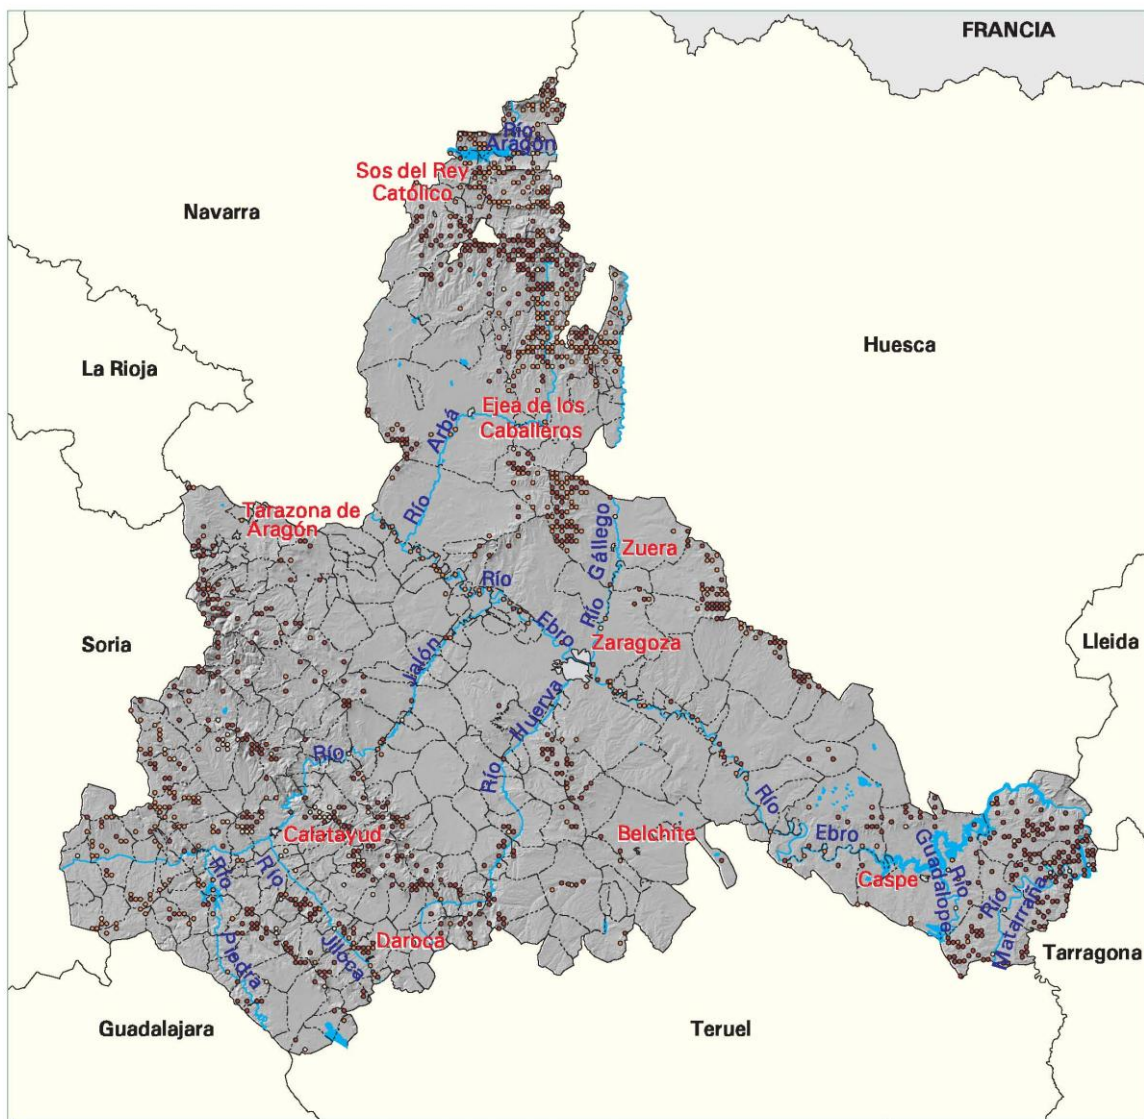 FRANCIA
Río
Aragón
Sos del Rey
Católico
Navarra
Huesca
La Rioja
Ejea de los
Caballeros
Arbá
Río
Tarazona de
Aragón
Gállego
Río
Zuera
Río
Ebro
Zaragoza
Soria
Lleida
Jalón
Río
Huerva
Río
Río
Ebro
Calatayud
Belchite
Caspe
Guadalope
Río
Río
Matarraña
Río
Piedra
Río
Jiloca
Daroca
Tarragona
Guadalajara
Teruel